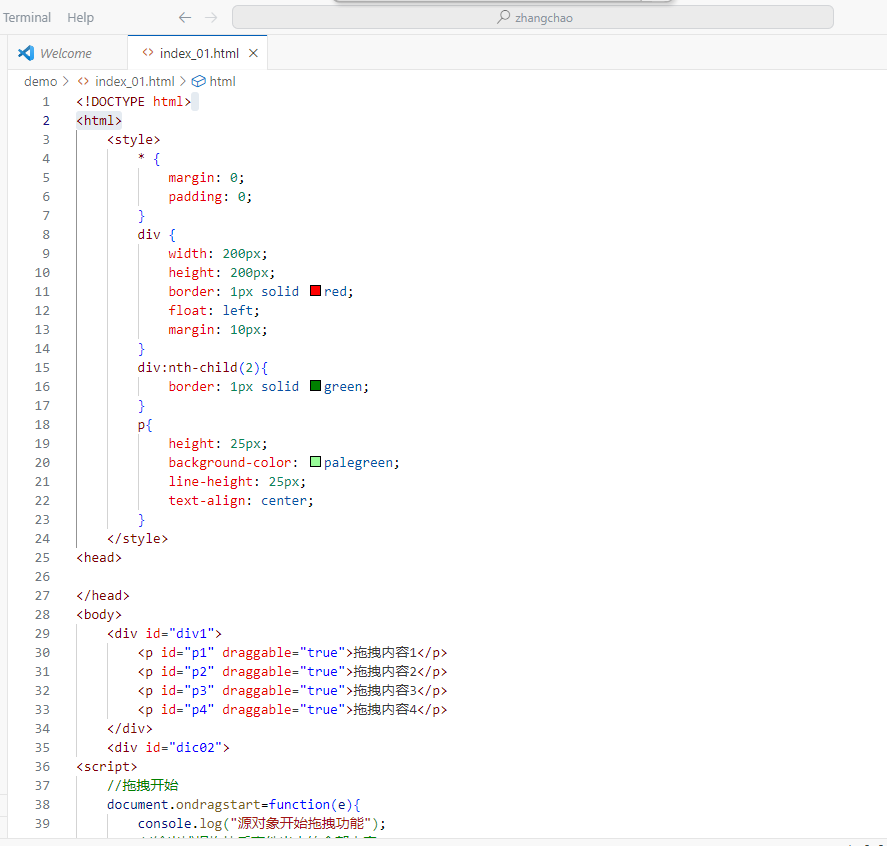 Terminal Help
zhangchao
Welcome
index_01.html
demo > index_01.html > html
1 <!DOCTYPE html>
2 <html>
3 <style>
4 * {
5 margin: 0;
6 padding: 0;
7 }
8 div {
9 width: 200px;
10 height: 200px;
11 border: 1px solid red;
12 float: left;
13 margin: 10px;
14 }
15 div:nth-child(2){
16 border: 1px solid green;
17 }
18 p{
19 height: 25px;
20 background-color: palegreen;
21 line-height: 25px;
22 text-align: center;
23 }
24 </style>
25 <head>
26
27 </head>
28 <body>
29 <div id="div1">
30 <p id="p1" draggable="true">拖拽内容1</p>
31 <p id="p2" draggable="true">拖拽内容2</p>
32 <p id="p3" draggable="true">拖拽内容3</p>
33 <p id="p4" draggable="true">拖拽内容4</p>
34 </div>
35 <div id="dic02">
36 <script>
37 //拖拽开始
38 document.ondragstart=function(e){
39 console.log("源对象开始拖拽功能");